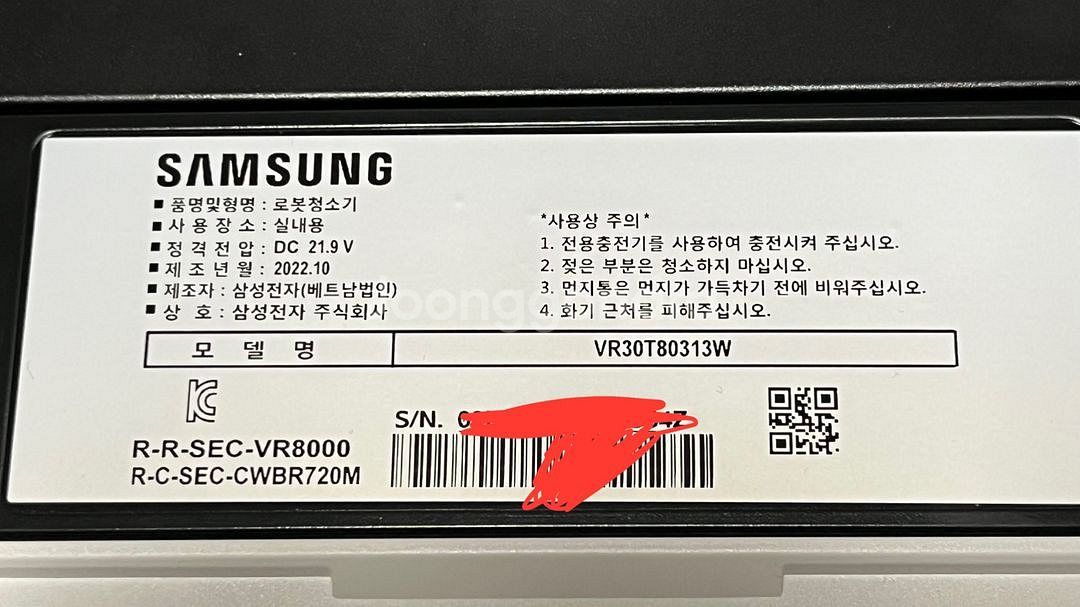 SAMSUNG
■ 품명및형명 : 로봇청소기
■ 사 용 장 소 : 실내용
■ 정 격 전 압 : DC 21.9 V
■ 제 조 년 월 : 2022.10
■ 제조자 : 삼성전자(베트남법인)
■ 상 호 : 삼성전자 주식회사
*사용상 주의*
1. 전용충전기를 사용하여 충전시켜 주십시오.
2. 젖은 부분은 청소하지 마십시오.
3. 먼지통은 먼지가 가득차기 전에 비워주십시오.
4. 화기 근처를 피해주십시오.
모 델 명 VR30T80313W
R-R-SEC-VR8000
R-C-SEC-CWBR720M
S/N.